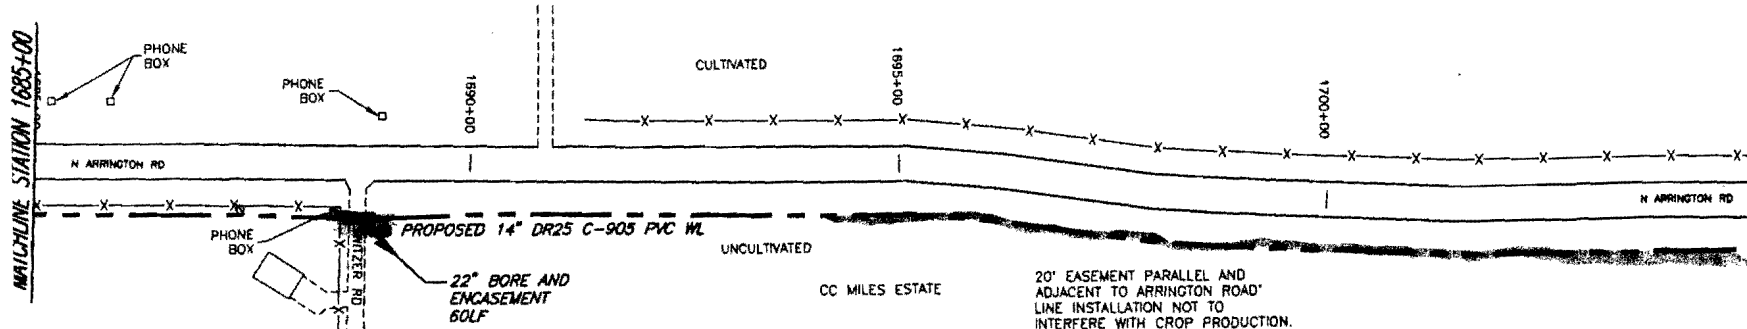 MATCHLINE STATION 1685+00
PHONE
BOX
PHONE
BOX
1690+00
CULTIVATED
1695+00
1700+00
N ARRINGTON RD
N ARRINGTON RD
PHONE
BOX
PROPOSED 14" DR25 C-905 PVC WL
UNCULTIVATED
22" BORE AND
ENCASEMENT
60LF
CC MILES ESTATE
20' EASEMENT PARALLEL AND
ADJACENT TO ARRINGTON ROAD'
LINE INSTALLATION NOT TO
INTERFERE WITH CROP PRODUCTION.
RD